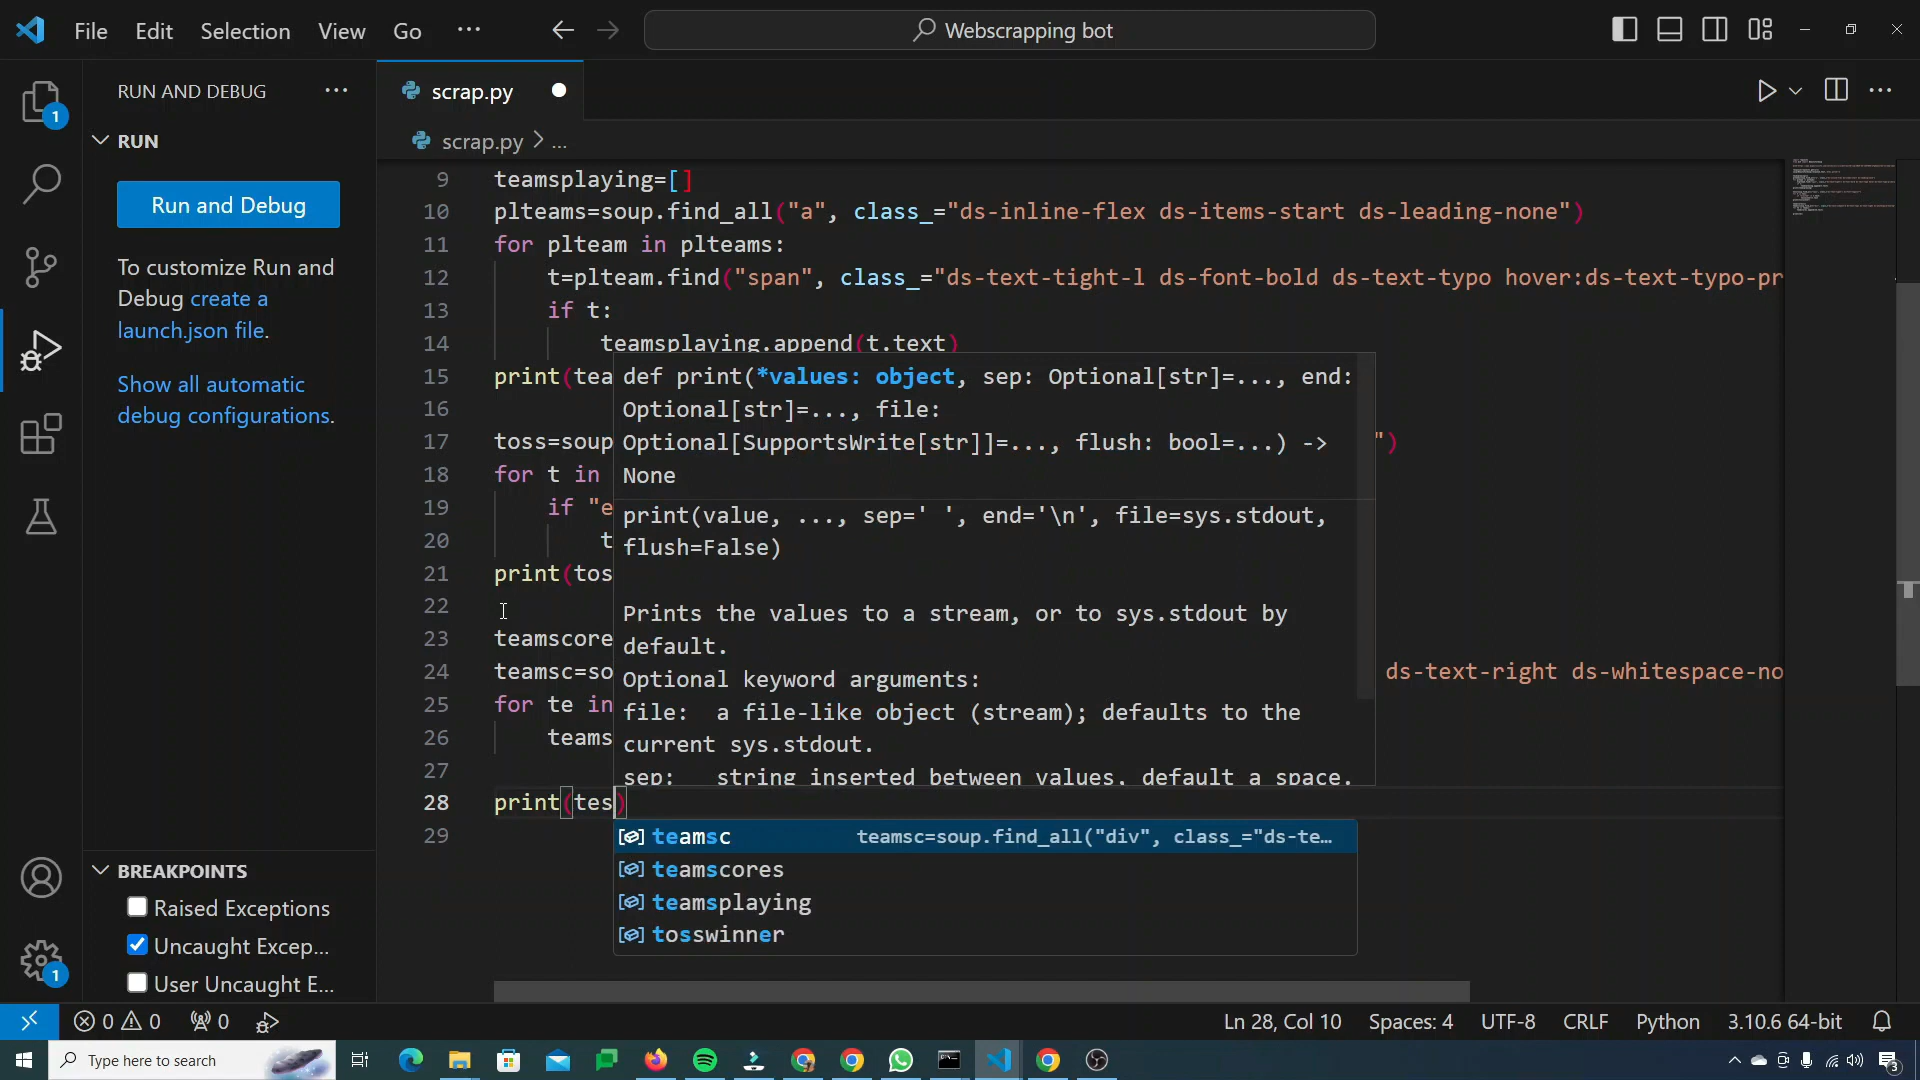 File Edit Selection View Go ... Webscrapping bot
RUN AND DEBUG ...
scrap.py
RUN
scrap.py > ...
Run and Debug
To customize Run and
Debug create a
launch.json file.
Show all automatic
debug configurations.
9 teamsplaying=[]
10 plteams=soup.find_all("a", class_="ds-inline-flex ds-items-start ds-leading-none")
11 for plteam in plteams:
12 t=plteam.find("span", class_="ds-text-tight-l ds-font-bold ds-text-typo hover:ds-text-typo-pr
13 if t:
14 teamsplaying.append(t.text)
15 print(tea
16
17 toss=soup ")
18 for t in
19 if "e
20 t
21 print(tos
22
23 teamscore
24 teamsc=so ds-text-right ds-whitespace-no
25 for te in
26 teams
27
28 print(tes)
29
def print(*values: object, sep: Optional[str]=..., end:
Optional[str]=..., file:
Optional[SupportsWrite[str]]=..., flush: bool=...) ->
None
print(value, ..., sep=' ', end='\n', file=sys.stdout,
flush=False)
Prints the values to a stream, or to sys.stdout by
default.
Optional keyword arguments:
file: a file-like object (stream); defaults to the
current sys.stdout.
sep: string inserted between values, default a space.
teamsc teamsc=soup.find_all("div", class_="ds-te...
teamscores
teamsplaying
tosswinner
BREAKPOINTS
Raised Exceptions
Uncaught Excep...
User Uncaught E...
1
1
0 0 0
Ln 28, Col 10 Spaces: 4 UTF-8 CRLF Python 3.10.6 64-bit
Type here to search
3